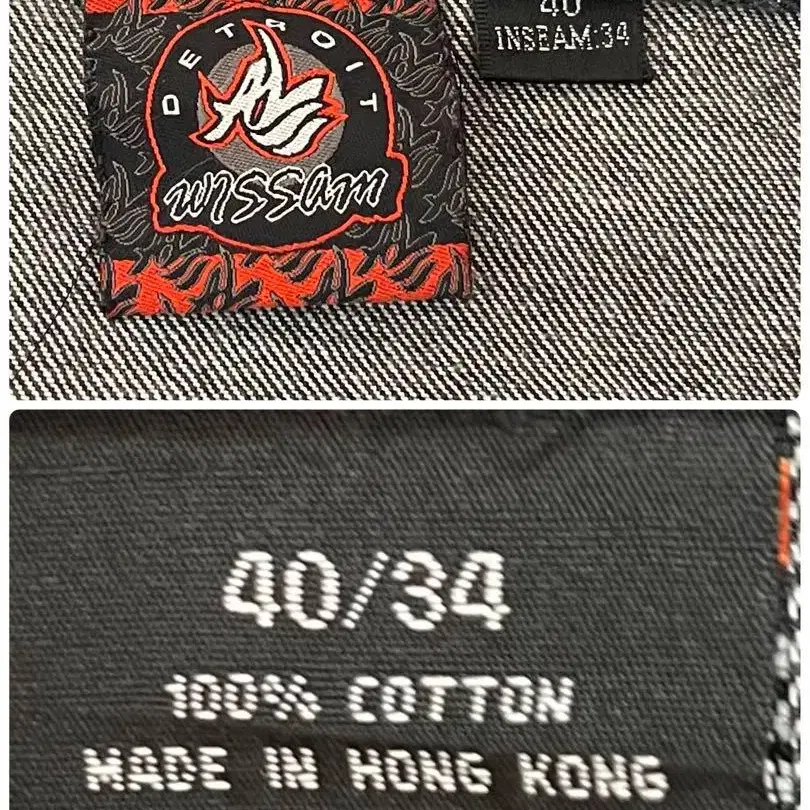 DETROIT
wissam
40
INSEAM:34
40/34
100% COTTON
MADE IN HONG KONG